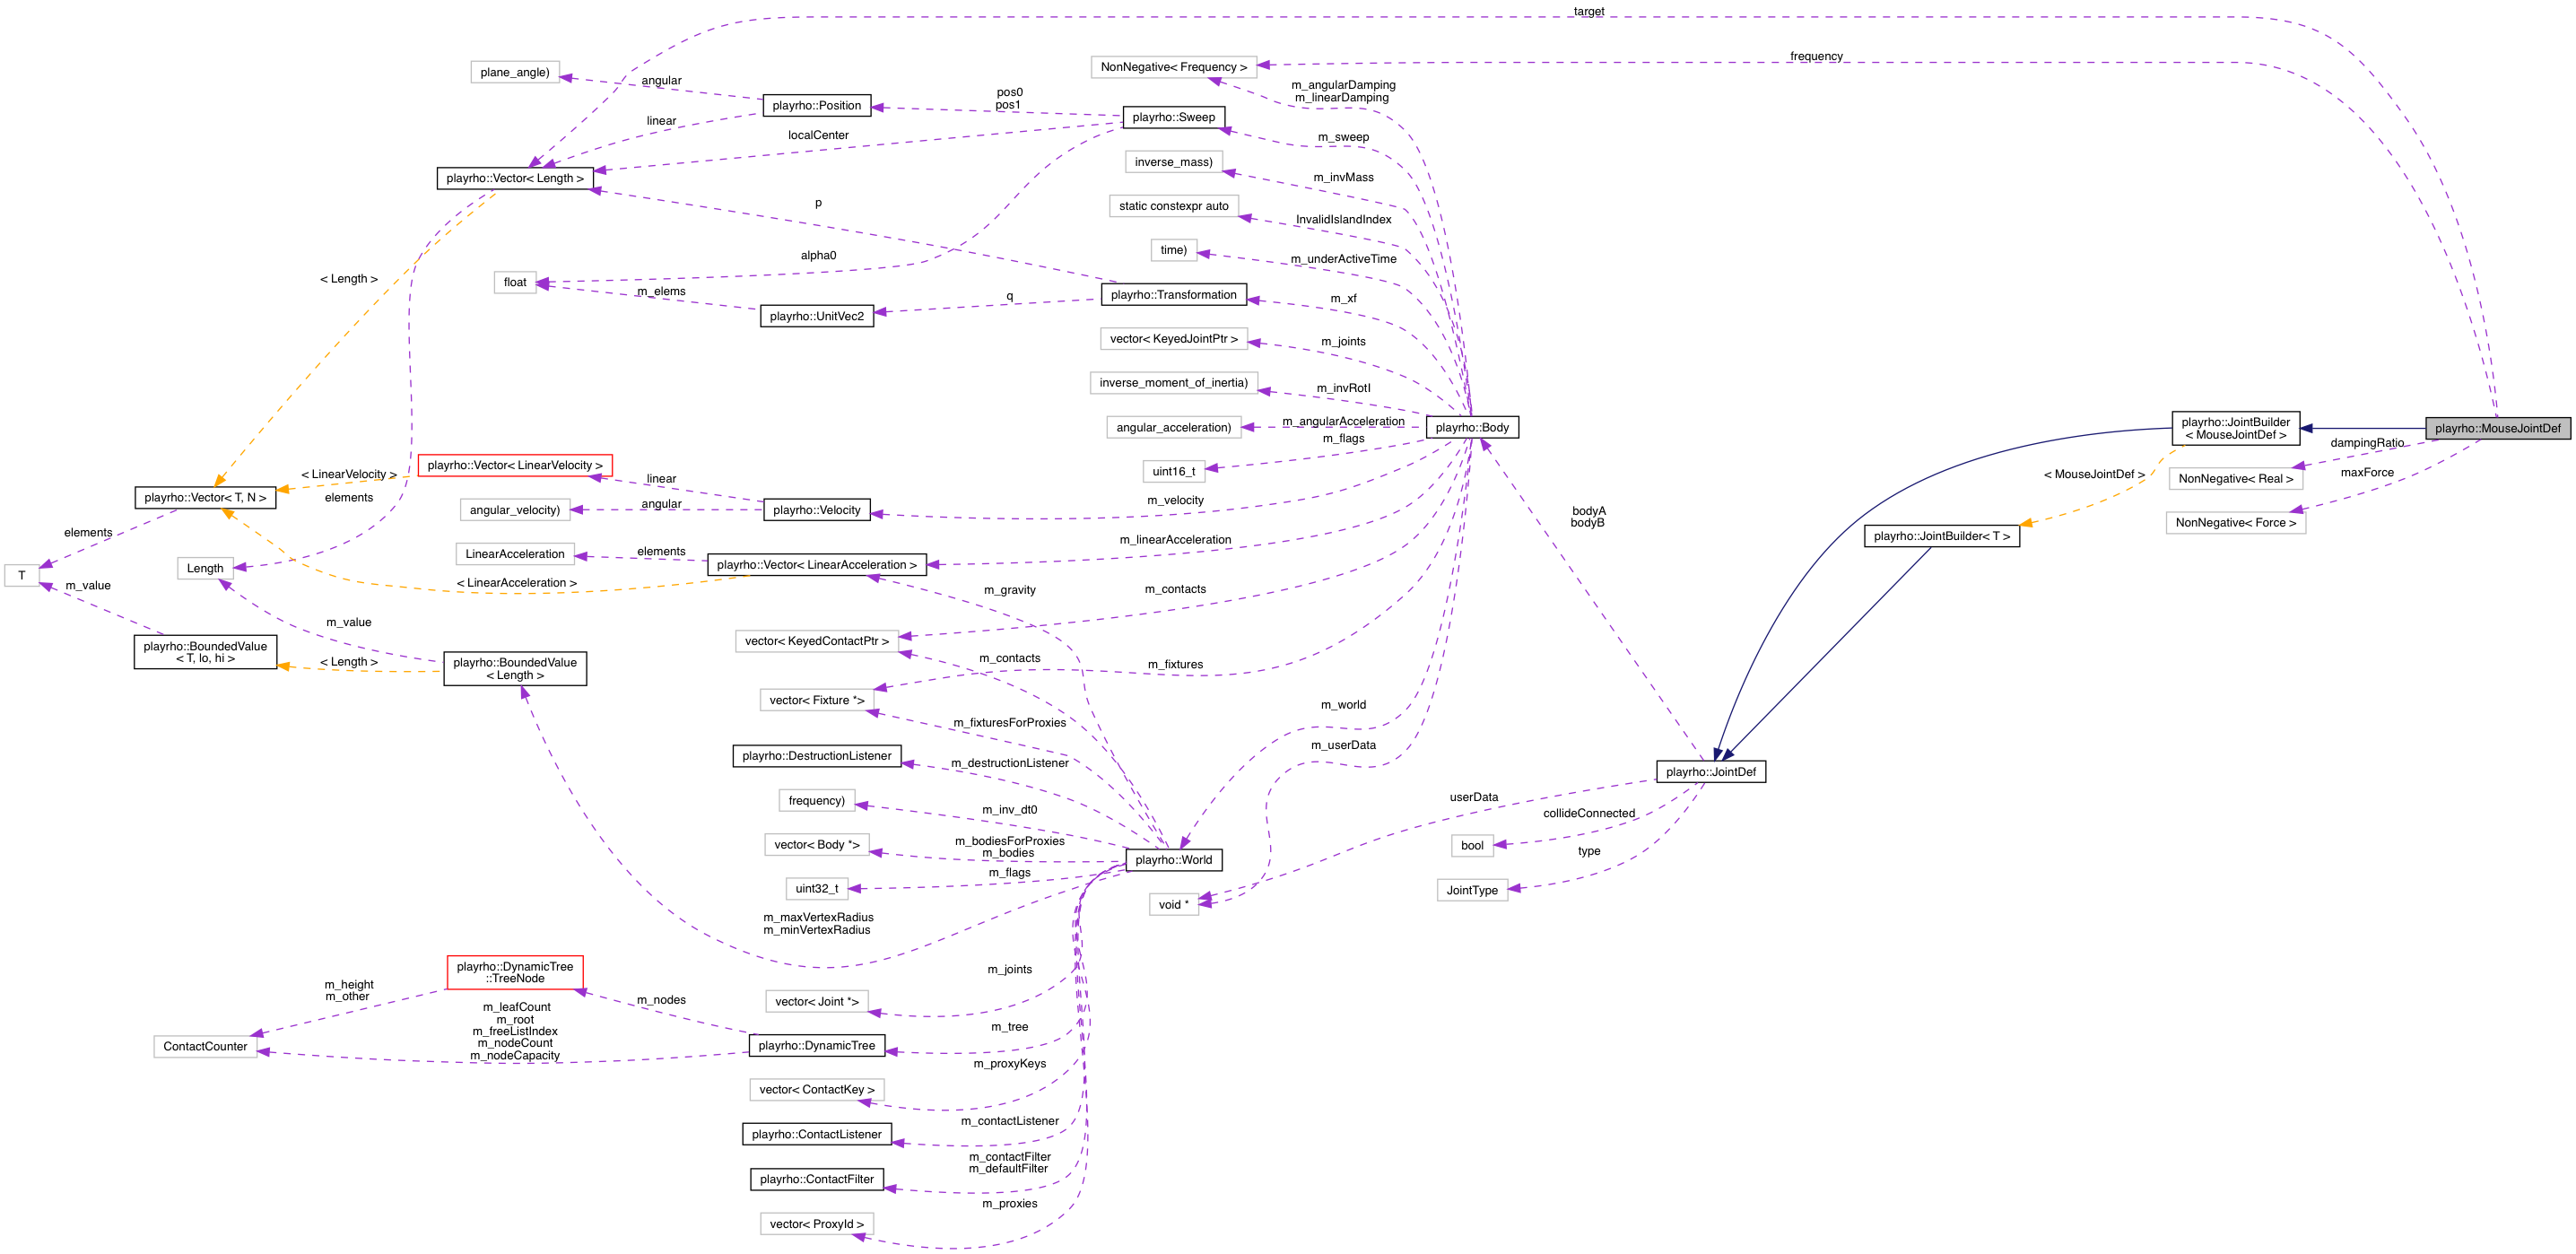 target
frequency
NonNegative< Frequency >
plane_angle)
angular
m_angularDamping
m_linearDamping
pos0
pos1
playrho::Position
playrho::Sweep
linear
localCenter
m_sweep
inverse_mass)
playrho::Vector< Length >
m_invMass
p
static constexpr auto
InvalidIslandIndex
time)
alpha0
m_underActiveTime
< Length >
float
m_elems
q
playrho::Transformation
m_xf
playrho::UnitVec2
vector< KeyedJointPtr >
m_joints
inverse_moment_of_inertia)
m_invRotI
angular_acceleration)
m_angularAcceleration
playrho::Body
playrho::JointBuilder
< MouseJointDef >
playrho::MouseJointDef
m_flags
dampingRatio
playrho::Vector< LinearVelocity >
uint16_t
< LinearVelocity >
linear
< MouseJointDef >
maxForce
NonNegative< Real >
playrho::Vector< T, N >
elements
m_velocity
angular
angular_velocity)
playrho::Velocity
bodyA
bodyB
NonNegative< Force >
elements
playrho::JointBuilder< T >
m_linearAcceleration
LinearAcceleration
elements
playrho::Vector< LinearAcceleration >
T
Length
< LinearAcceleration >
m_value
m_gravity
m_contacts
m_value
vector< KeyedContactPtr >
playrho::BoundedValue
< T, lo, hi >
< Length >
playrho::BoundedValue
< Length >
m_contacts
m_fixtures
vector< Fixture *>
m_world
m_fixturesForProxies
m_userData
playrho::DestructionListener
m_destructionListener
playrho::JointDef
frequency)
m_inv_dt0
userData
collideConnected
vector< Body *>
m_bodiesForProxies
m_bodies
bool
type
playrho::World
m_flags
uint32_t
void *
JointType
m_maxVertexRadius
m_minVertexRadius
playrho::DynamicTree
::TreeNode
m_joints
m_height
m_other
m_nodes
vector< Joint *>
m_leafCount
m_root
m_freeListIndex
m_nodeCount
m_nodeCapacity
m_tree
ContactCounter
playrho::DynamicTree
m_proxyKeys
vector< ContactKey >
m_contactListener
playrho::ContactListener
m_contactFilter
m_defaultFilter
playrho::ContactFilter
m_proxies
vector< ProxyId >